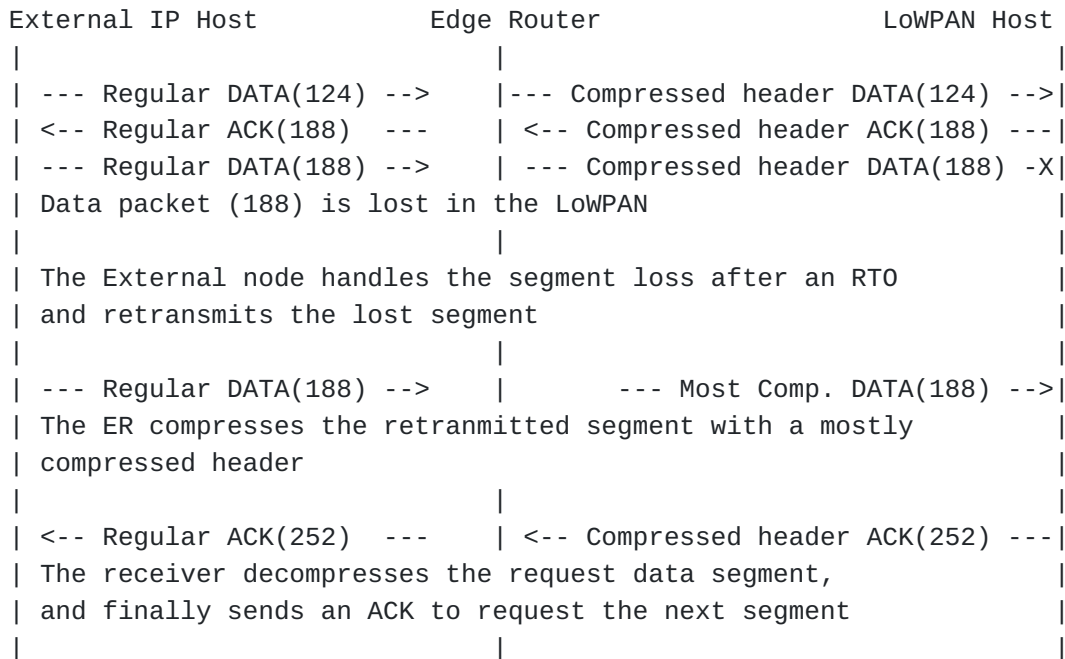 External IP Host           Edge Router                  LoWPAN Host
|                              |                                   |
| --- Regular DATA(124) -->    |--- Compressed header DATA(124) -->|
| <-- Regular ACK(188)  ---    | <-- Compressed header ACK(188) ---|
| --- Regular DATA(188) -->    | --- Compressed header DATA(188) -X|
| Data packet (188) is lost in the LoWPAN                          |
|                              |                                   |
| The External node handles the segment loss after an RTO          |
| and retransmits the lost segment                                 |
|                              |                                   |
| --- Regular DATA(188) -->    |       --- Most Comp. DATA(188) -->|
| The ER compresses the retranmitted segment with a mostly         |
| compressed header                                                |
|                              |                                   |
| <-- Regular ACK(252)  ---    | <-- Compressed header ACK(252) ---|
| The receiver decompresses the request data segment,              |
| and finally sends an ACK to request the next segment             |
|                              |                                   |